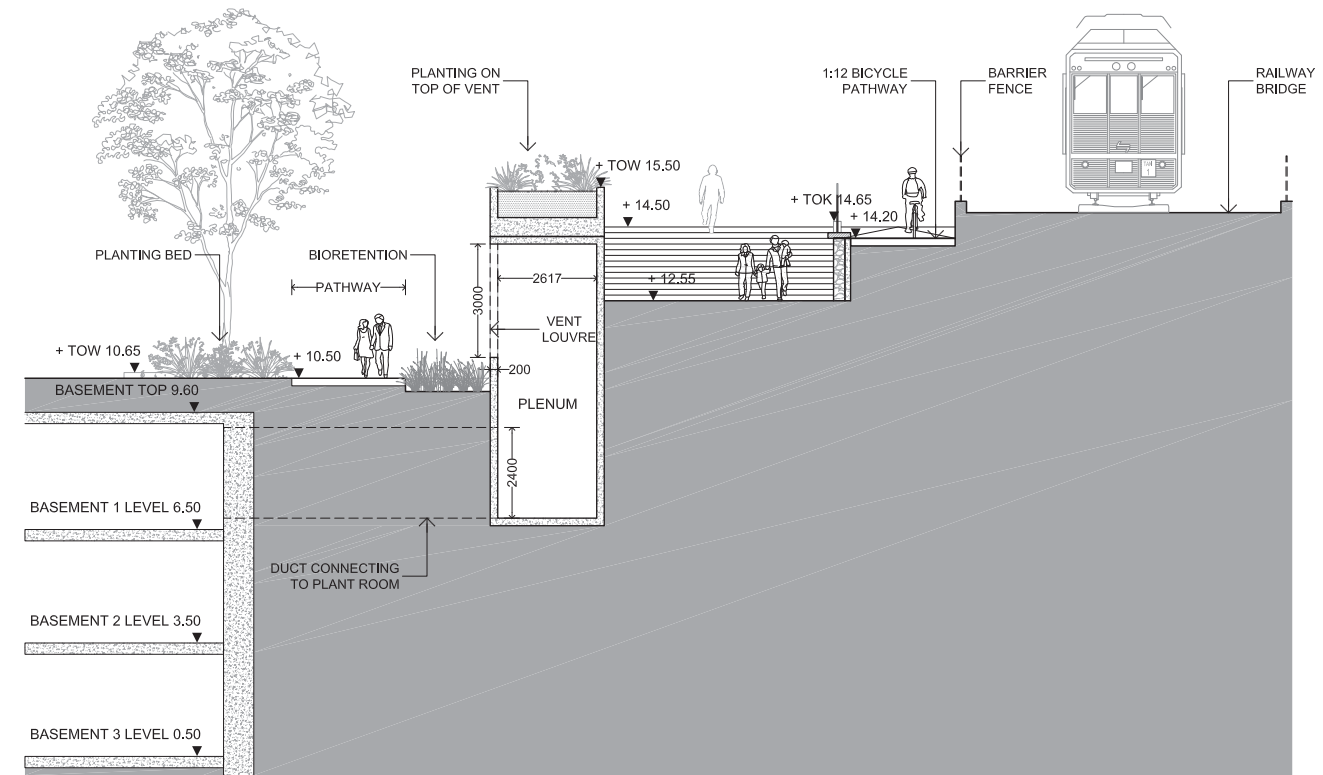 PLANTING ON
TOP OF VENT
1:12 BICYCLE
PATHWAY
BARRIER
FENCE
RAILWAY
BRIDGE
+ TOW 15.50
+ 14.50
+ TOK 14.65
+ 14.20
PLANTING BED
BIORETENTION
PATHWAY
2617
3000
+ 12.55
VENT
LOUVRE
+ TOW 10.65
+ 10.50
200
BASEMENT TOP 9.60
PLENUM
2400
BASEMENT 1 LEVEL 6.50
DUCT CONNECTING
TO PLANT ROOM
BASEMENT 2 LEVEL 3.50
BASEMENT 3 LEVEL 0.50